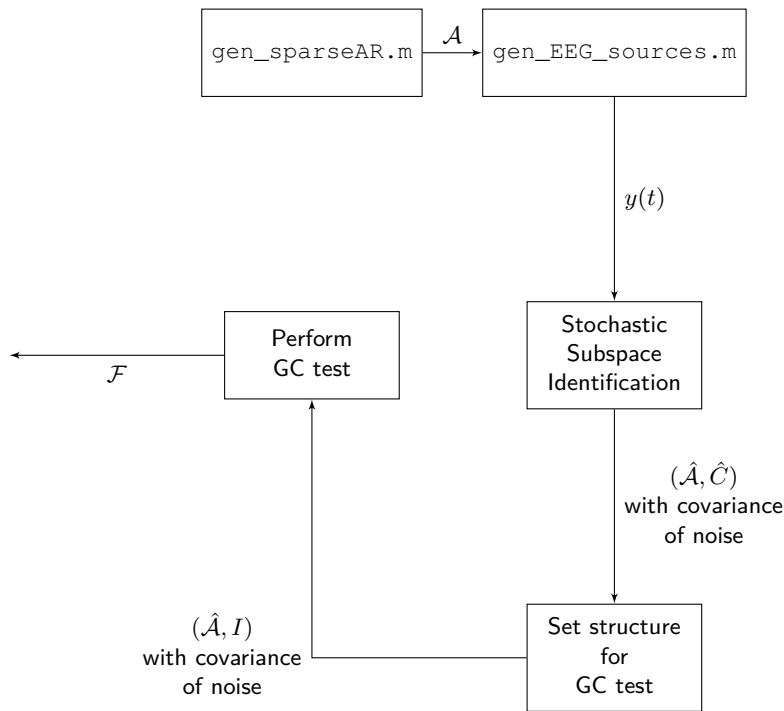 gen_sparseAR.m
𝒜
gen_EEG_sources.m
y(t)
Stochastic
Subspace
Identification
Perform
GC test
ℱ
(𝒜̂, Ĉ)
with covariance
of noise
Set structure
for
GC test
(𝒜̂, I)
with covariance
of noise